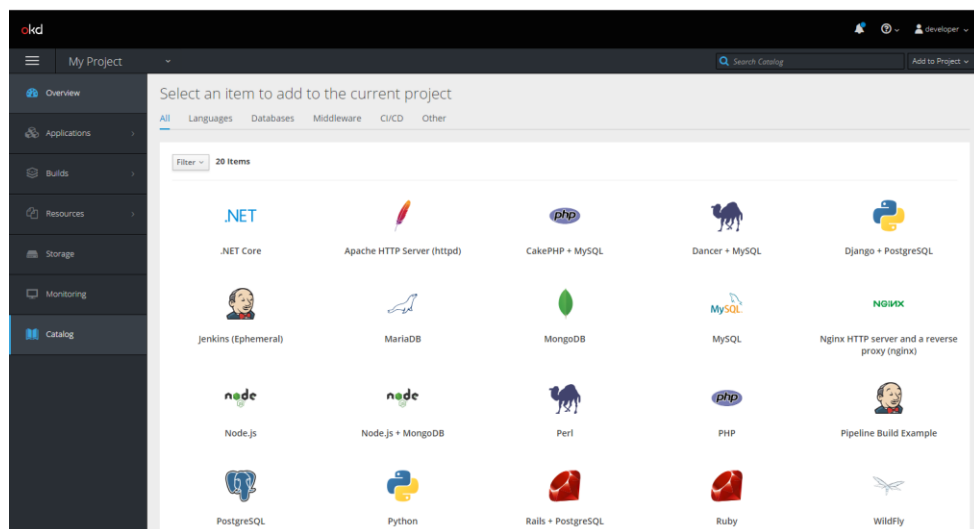 okd
developer
My Project
Search Catalog
Add to Project
Overview
Applications
Builds
Resources
Storage
Monitoring
Catalog
Select an item to add to the current project
All Languages Databases Middleware CI/CD Other
Filter 20 Items
.NET
php
.NET Core
Apache HTTP Server (httpd)
CakePHP + MySQL
Dancer + MySQL
Django + PostgreSQL
MySQL
NGINX
Jenkins (Ephemeral)
MariaDB
MongoDB
MySQL
Nginx HTTP server and a reverse
proxy (nginx)
node
node
php
Node.js
Node.js + MongoDB
Perl
PHP
Pipeline Build Example
PostgreSQL
Python
Rails + PostgreSQL
Ruby
WildFly